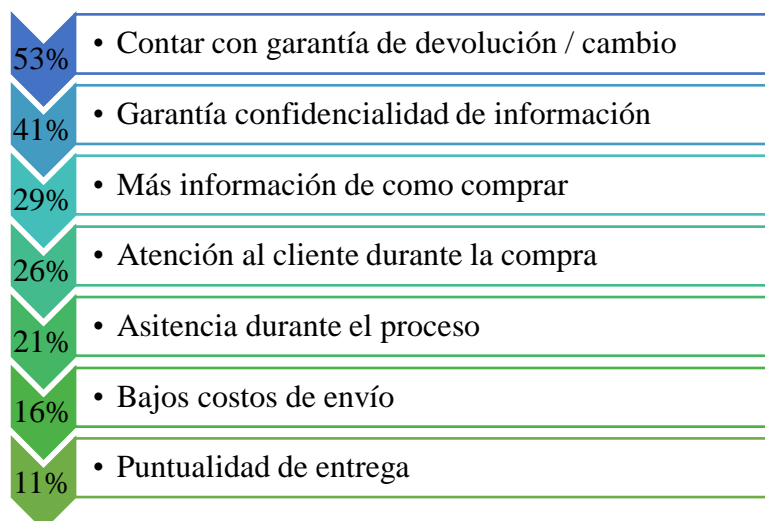 53% • Contar con garantía de devolución / cambio
41% • Garantía confidencialidad de información
29% • Más información de como comprar
26% • Atención al cliente durante la compra
21% • Asitencia durante el proceso
16% • Bajos costos de envío
11% • Puntualidad de entrega